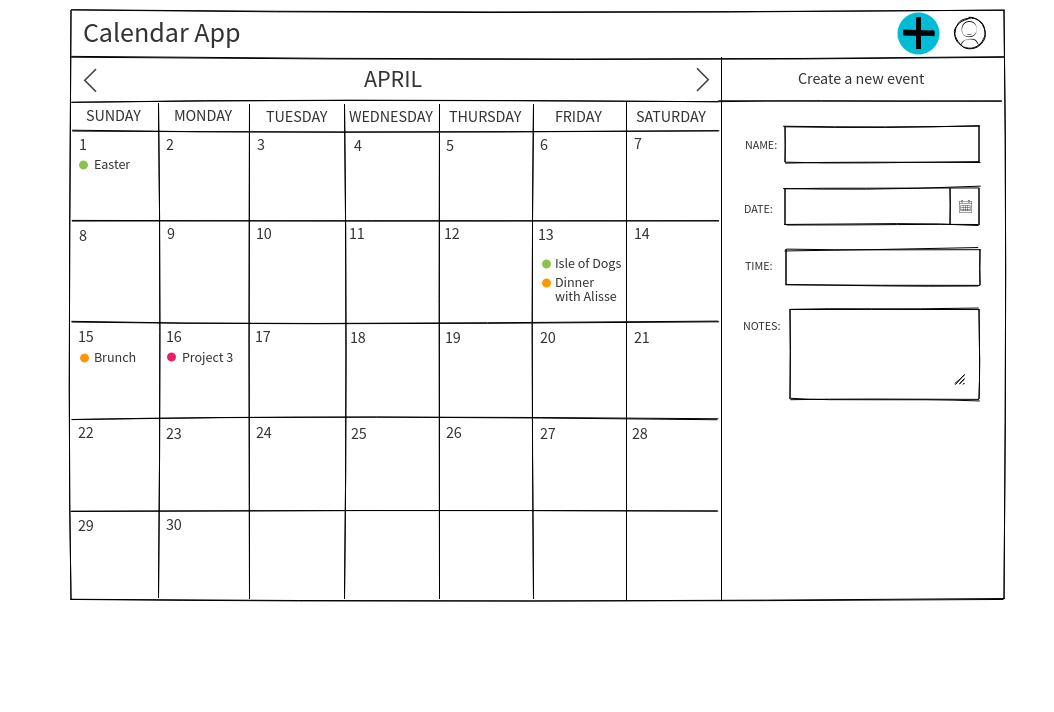 Calendar App
APRIL
Create a new event
SUNDAY MONDAY TUESDAY WEDNESDAY THURSDAY FRIDAY SATURDAY
1 2 3 4 5 6 7
Easter
8 9 10 11 12 13 14
Isle of Dogs
Dinner
with Alisse
15 16 17 18 19 20 21
Brunch Project 3
22 23 24 25 26 27 28
29 30
NAME:
DATE:
TIME:
NOTES: